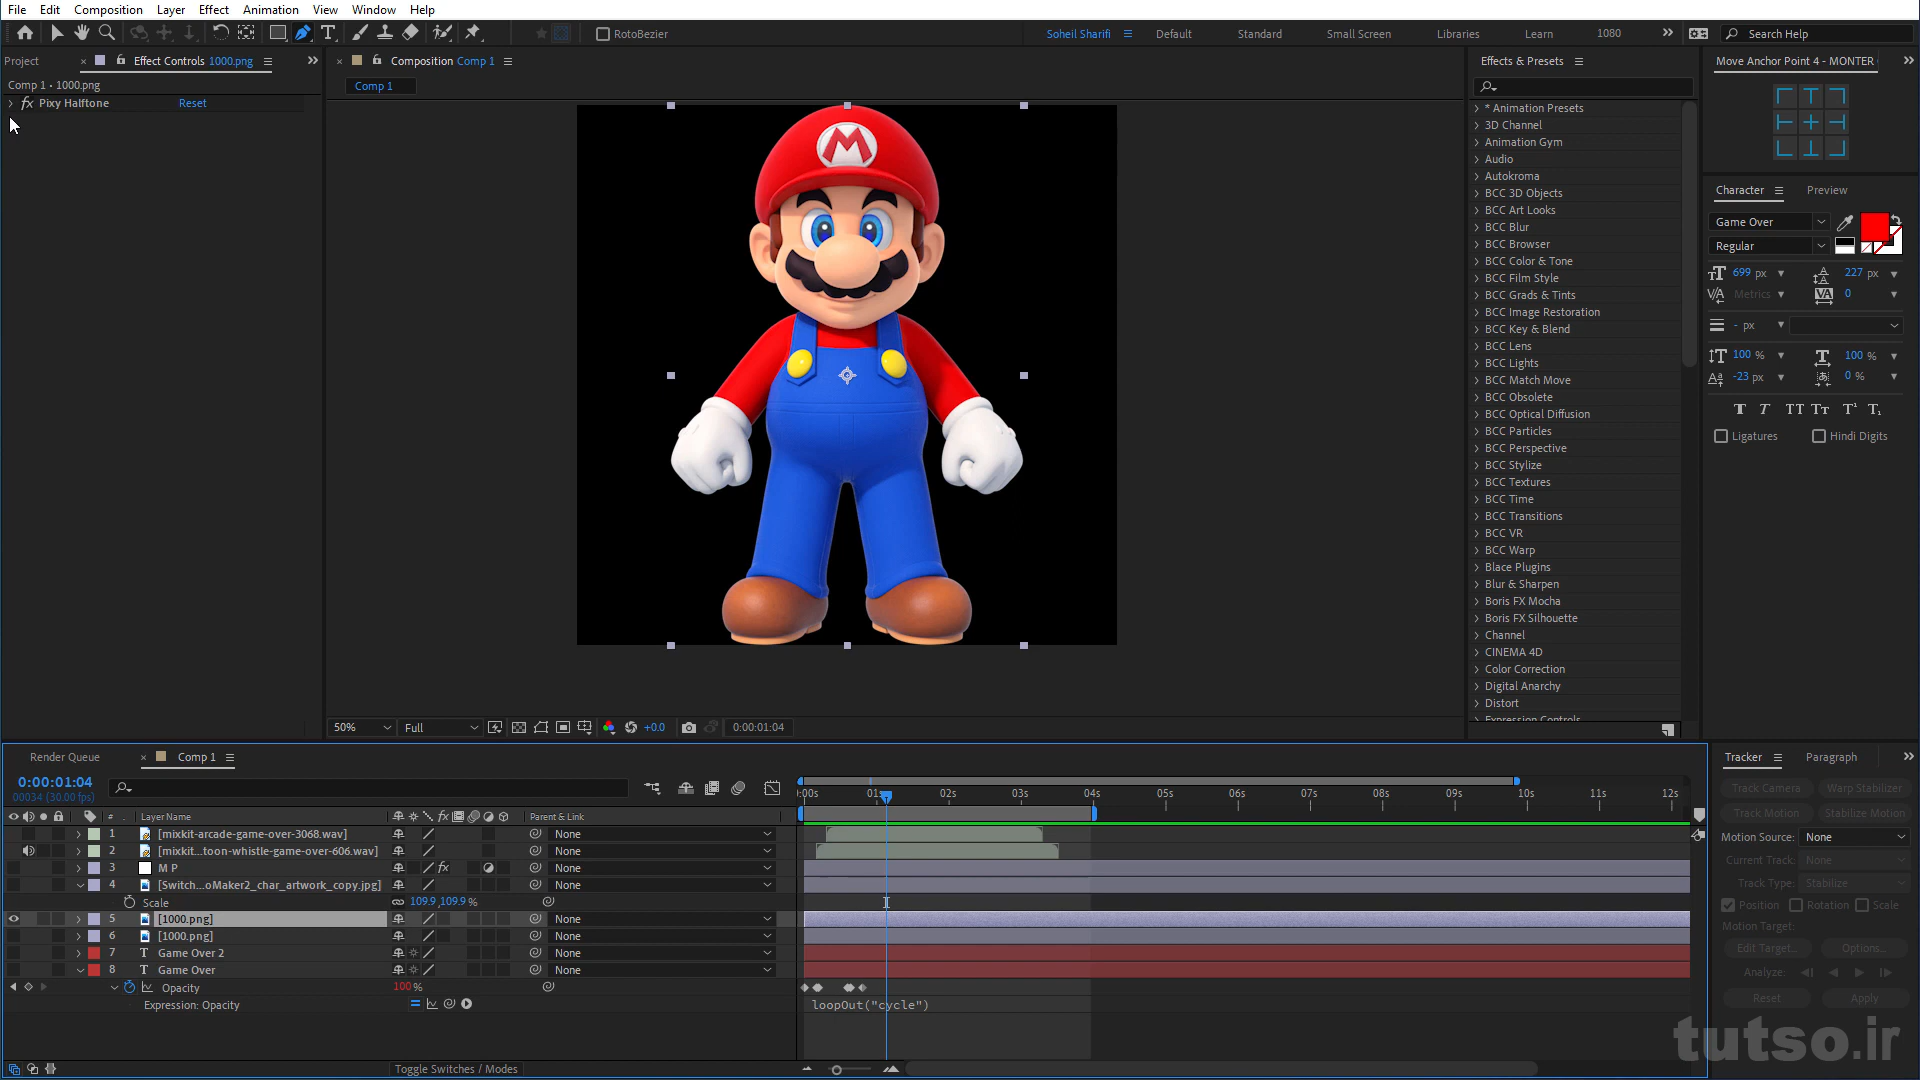 File Edit Composition Layer Effect Animation View Window Help
RotoBezier
Soheil Sharifi Default Standard Small Screen Libraries Learn 1080 Search Help
Project Effect Controls 1000.png
Comp 1 • 1000.png
fx Pixy Halftone Reset
Composition Comp 1
Comp 1
M
50% Full +0.0 0:00:01:04
Effects & Presets
* Animation Presets
3D Channel
Animation Gym
Audio
Autokroma
BCC 3D Objects
BCC Art Looks
BCC Blur
BCC Browser
BCC Color & Tone
BCC Film Style
BCC Grads & Tints
BCC Image Restoration
BCC Key & Blend
BCC Lens
BCC Lights
BCC Match Move
BCC Obsolete
BCC Optical Diffusion
BCC Particles
BCC Perspective
BCC Stylize
BCC Textures
BCC Time
BCC Transitions
BCC VR
BCC Warp
Blace Plugins
Blur & Sharpen
Boris FX Mocha
Boris FX Silhouette
Channel
CINEMA 4D
Color Correction
Digital Anarchy
Distort
Expression Controls
Move Anchor Point 4 - MONTER
Character Preview
Game Over
Regular
699 px 227 px
Metrics 0
- px
100 % 100 %
-23 px 0 %
T T TT Tt T¹ T₁
Ligatures Hindi Digits
Render Queue Comp 1
0:00:01:04
00034 (30.00 fps)
:00s 01s 02s 03s 04s 05s 06s 07s 08s 09s 10s 11s 12s
# Layer Name Parent & Link
1 [mixkit-arcade-game-over-3068.wav] None
2 [mixkit...toon-whistle-game-over-606.wav] None
3 M P fx None
4 [Switch...oMaker2_char_artwork_copy.jpg] None
Scale 109.9,109.9%
5 [1000.png] None
6 [1000.png] None
7 T Game Over 2 None
8 T Game Over None
Opacity 100%
Expression: Opacity loopOut("cycle")
Toggle Switches / Modes
Tracker Paragraph
Track Camera Warp Stabilizer
Track Motion Stabilize Motion
Motion Source: None
Current Track: None
Track Type: Stabilize
Position Rotation Scale
Motion Target:
Edit Target... Options...
Analyze:
Reset Apply
tutso.ir